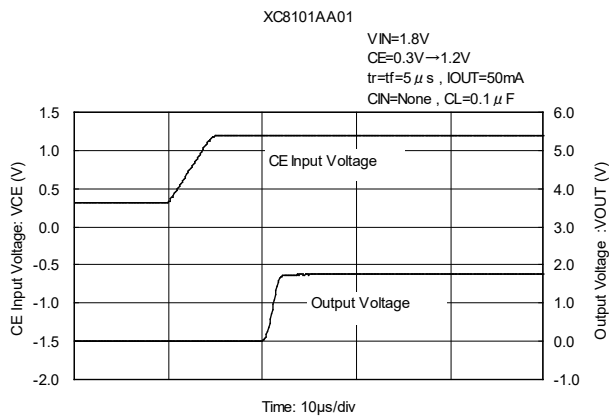 XC8101AA01
VIN=1.8V
CE=0.3V→1.2V
tr=tf=5μs , IOUT=50mA
CIN=None , CL=0.1μF
CE Input Voltage: VCE (V)
1.5
1.0
0.5
0.0
-0.5
-1.0
-1.5
-2.0
CE Input Voltage
Output Voltage
6.0
5.0
4.0
3.0
2.0
1.0
0.0
-1.0
Output Voltage :VOUT (V)
Time: 10μs/div